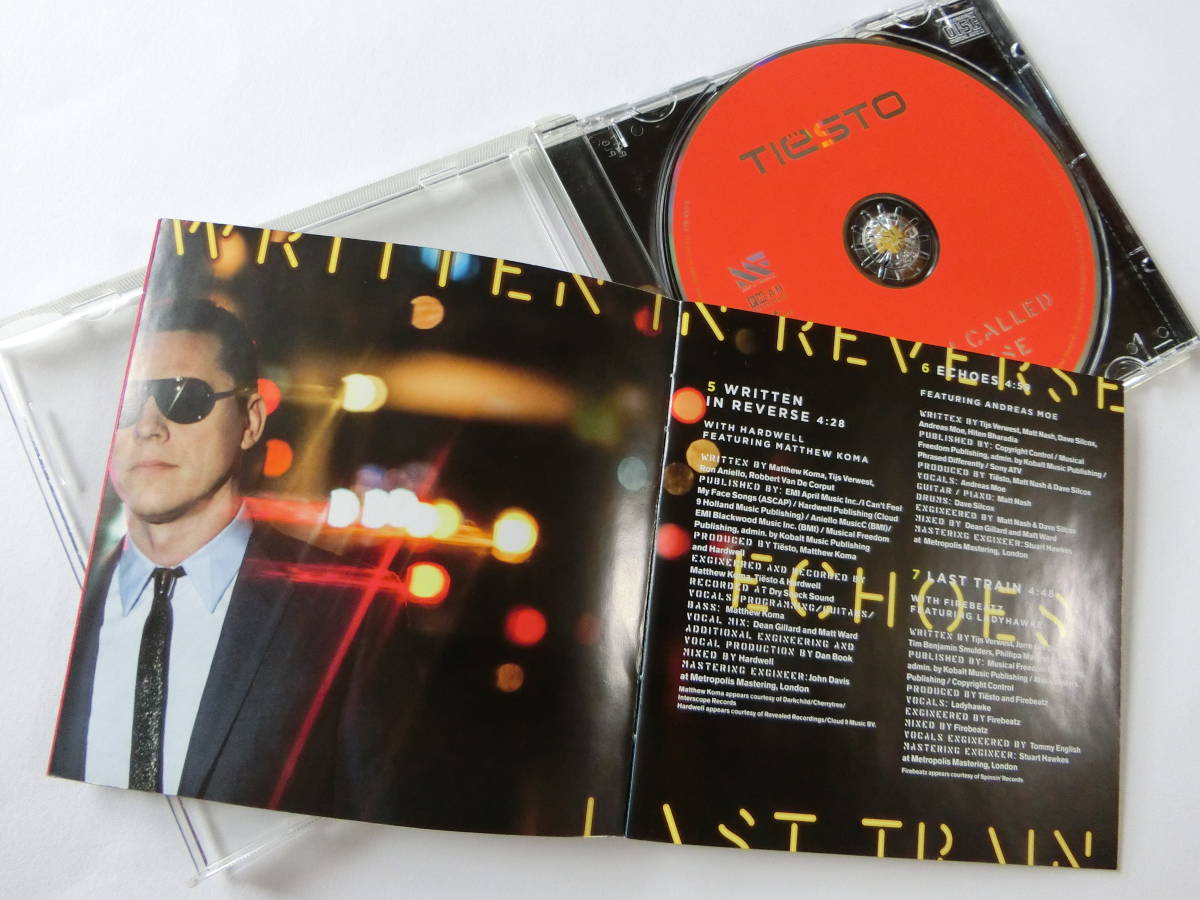 disc
TIËSTO
CALLED
WRITTEN IN REVERSE
5 WRITTEN
IN REVERSE 4:28
WITH HARDWELL
FEATURING MATTHEW KOMA
WRITTEN BY Matthew Koma, Tijs Verwest,
Ron Aniello, Robbert Van De Corput
PUBLISHED BY: EMI April Music Inc./I Can't Feel
My Face Songs (ASCAP) / Hardwell Publishing (Cloud
9 Holland Music Publishing) / Aniello MusicC (BMI)/
EMI Blackwood Music Inc. (BMI) / Musical Freedom
Publishing, admin. by Kobalt Music Publishing
PRODUCED BY Tiësto, Matthew Koma
and Hardwell
ENGINEERED AND RECORDED BY
Matthew Koma, Tiësto & Hardwell
RECORDED AT Dry Snack Sound
VOCALS/PROGRAMMING/GUITARS/
BASS: Matthew Koma
VOCAL MIX: Dean Gillard and Matt Ward
ADDITIONAL ENGINEERING AND
VOCAL PRODUCTION BY Dan Book
MIXED BY Hardwell
MASTERING ENGINEER: John Davis
at Metropolis Mastering, London
Matthew Koma appears courtesy of Darkchild/Cherrytree/
Interscope Records
Hardwell appears courtesy of Revealed Recordings/Cloud 9 Music BV.
6 ECHOES 4:58
FEATURING ANDREAS MOE
WRITTEN BY Tijs Verwest, Matt Nash, Dave Silcox,
Andreas Moe, Hiten Bharadia
PUBLISHED BY: Copyright Control / Musical
Freedom Publishing, admin. by Kobalt Music Publishing /
Phrased Differently / Sony ATV
PRODUCED BY Tiësto, Matt Nash & Dave Silcox
VOCALS: Andreas Moe
GUITAR / PIANO: Matt Nash
DRUMS: Dave Silcox
ENGINEERED BY Matt Nash & Dave Silcox
MIXED BY Dean Gillard and Matt Ward
MASTERING ENGINEER: Stuart Hawkes
at Metropolis Mastering, London
ECHOES
7 LAST TRAIN 4:48
WITH FIREBEATZ
FEATURING LADYHAWKE
WRITTEN BY Tijs Verwest, Jurre
Tim Benjamin Smulders, Phillipa
PUBLISHED BY: Musical Freedom
admin. by Kobalt Music Publishing /
Publishing / Copyright Control
PRODUCED BY Tiësto and Firebeatz
VOCALS: Ladyhawke
ENGINEERED BY Firebeatz
MIXED BY Firebeatz
VOCALS ENGINEERED BY Tommy English
MASTERING ENGINEER: Stuart Hawkes
at Metropolis Mastering, London
Firebeatz appears courtesy of Spinnin' Records
LAST TRAIN